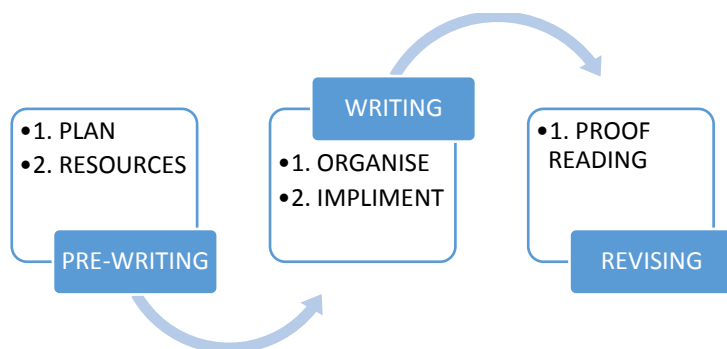 •1. PLAN
•2. RESOURCES
PRE-WRITING
WRITING
•1. ORGANISE
•2. IMPLIMENT
•1. PROOF
READING
REVISING